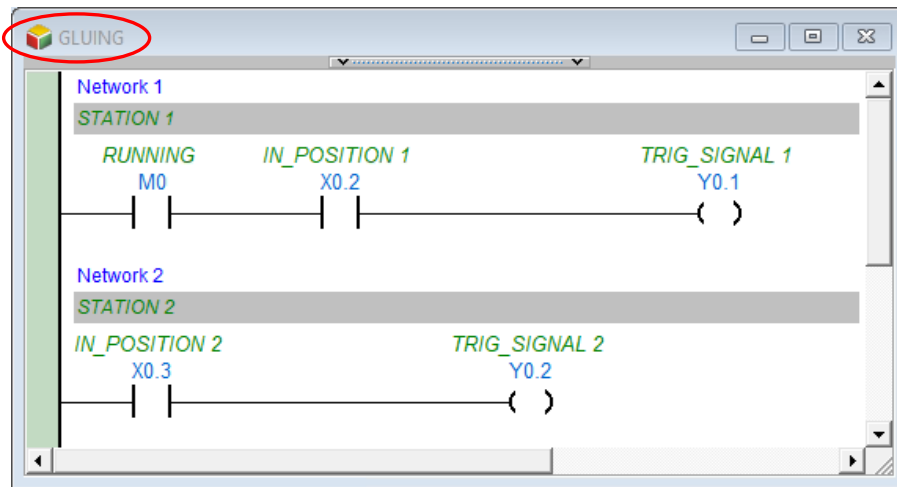 GLUING
Network 1
STATION 1
RUNNING IN_POSITION 1 TRIG_SIGNAL 1
M0 X0.2 Y0.1
Network 2
STATION 2
IN_POSITION 2 TRIG_SIGNAL 2
X0.3 Y0.2